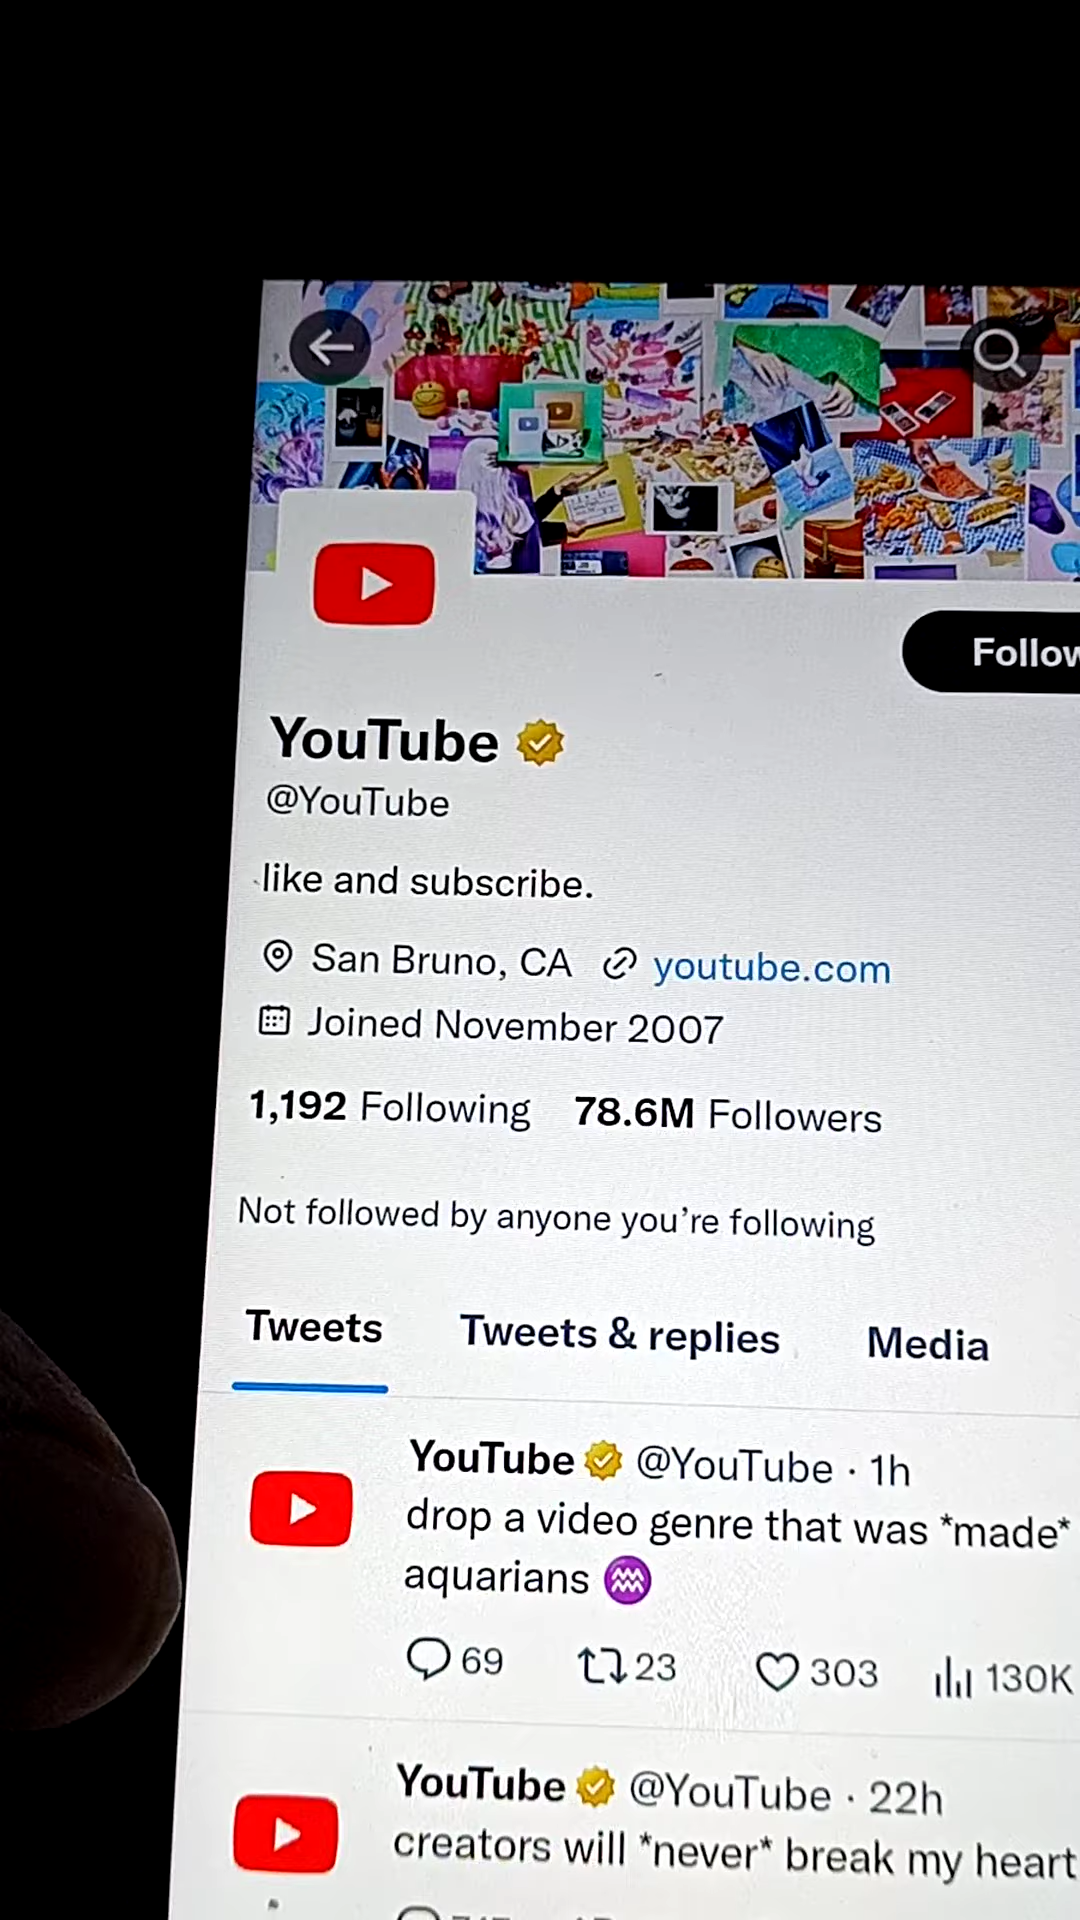 Follow
YouTube
@YouTube
like and subscribe.
San Bruno, CA youtube.com
Joined November 2007
1,192 Following 78.6M Followers
Not followed by anyone you’re following
Tweets Tweets & replies Media
YouTube @YouTube · 1h
drop a video genre that was *made*
aquarians ♒
69 23 303 130K
YouTube @YouTube · 22h
creators will *never* break my heart